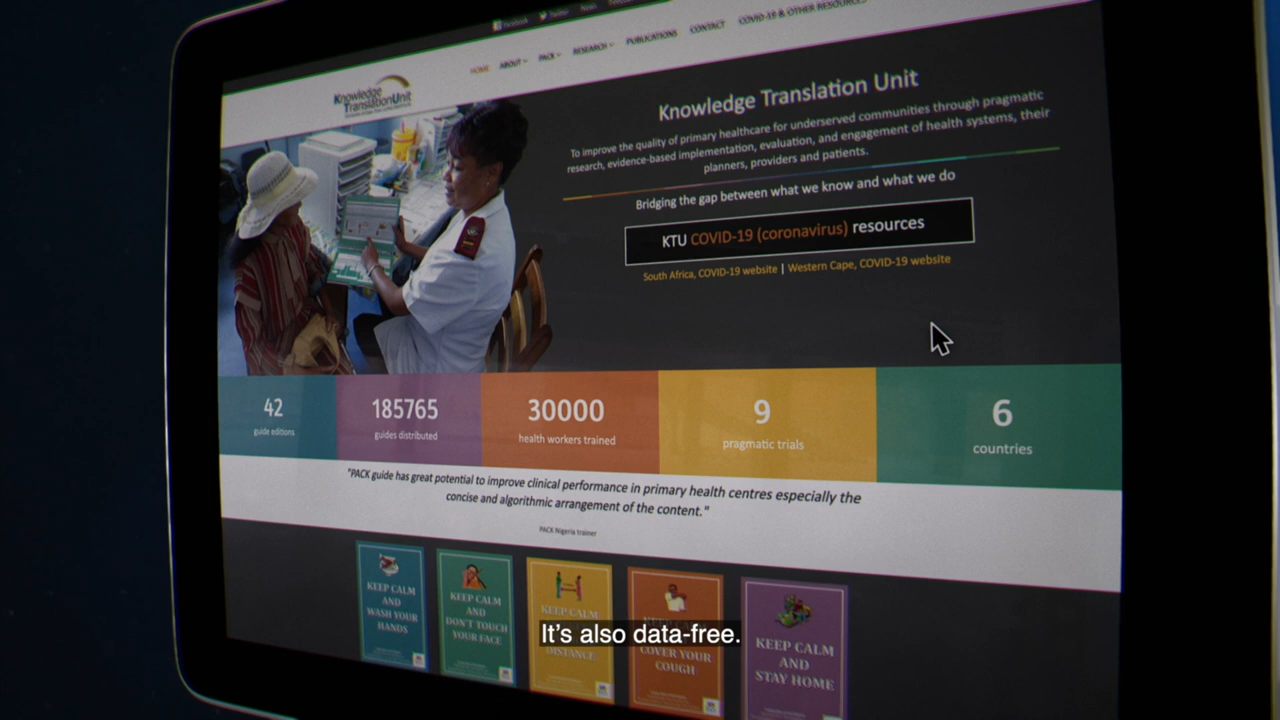 Facebook Twitter News
HOME ABOUT PACK RESEARCH PUBLICATIONS CONTACT COVID-19 & OTHER RESOURCES
Knowledge
TranslationUnit
Knowledge Translation Unit
To improve the quality of primary healthcare for underserved communities through pragmatic
research, evidence-based implementation, evaluation, and engagement of health systems, their
planners, providers and patients.
Bridging the gap between what we know and what we do
KTU COVID-19 (coronavirus) resources
South Africa, COVID-19 website | Western Cape, COVID-19 website
42 185765 30000 9 6
guide editions guides distributed health workers trained pragmatic trials countries
"PACK guide has great potential to improve clinical performance in primary health centres especially the
concise and algorithmic arrangement of the content."
PACK Nigeria trainer
KEEP CALM
AND
WASH YOUR
HANDS
KEEP CALM
AND
DON'T TOUCH
YOUR FACE
KEEP CALM
DISTANCE
KEEP CALM
COVER YOUR
COUGH
KEEP CALM
AND
STAY HOME
It's also data-free.